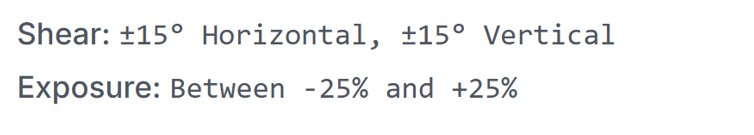 Shear: ±15° Horizontal, ±15° Vertical
Exposure: Between -25% and +25%